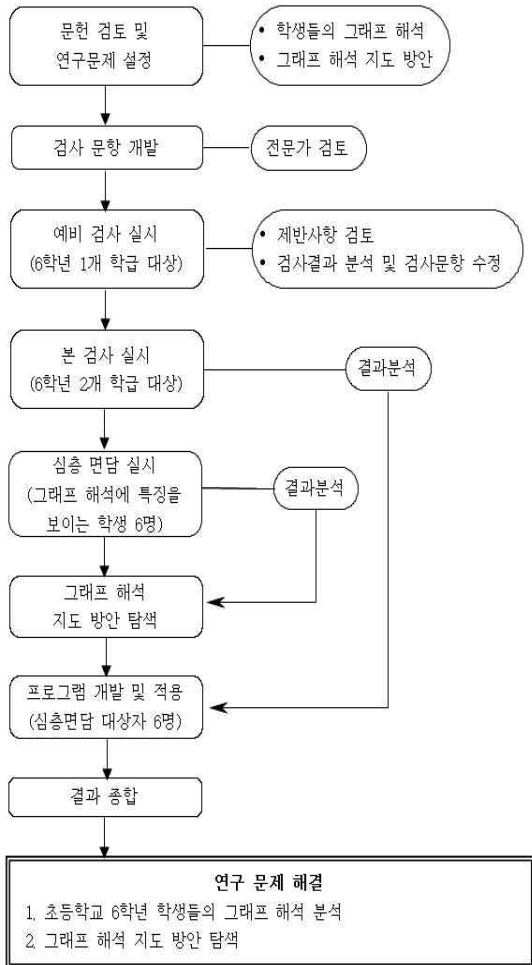 문헌 검토 및
연구문제 설정
• 학생들의 그래프 해석
• 그래프 해석 지도 방안
검사 문항 개발
전문가 검토
예비 검사 실시
(6학년 1개 학급 대상)
• 제반사항 검토
• 검사결과 분석 및 검사문항 수정
본 검사 실시
(6학년 2개 학급 대상)
결과분석
심층 면담 실시
(그래프 해석에 특징을
보이는 학생 6명)
결과분석
그래프 해석
지도 방안 탐색
프로그램 개발 및 적용
(심층면담 대상자 6명)
결과 종합
연구 문제 해결
1. 초등학교 6학년 학생들의 그래프 해석 분석
2. 그래프 해석 지도 방안 탐색